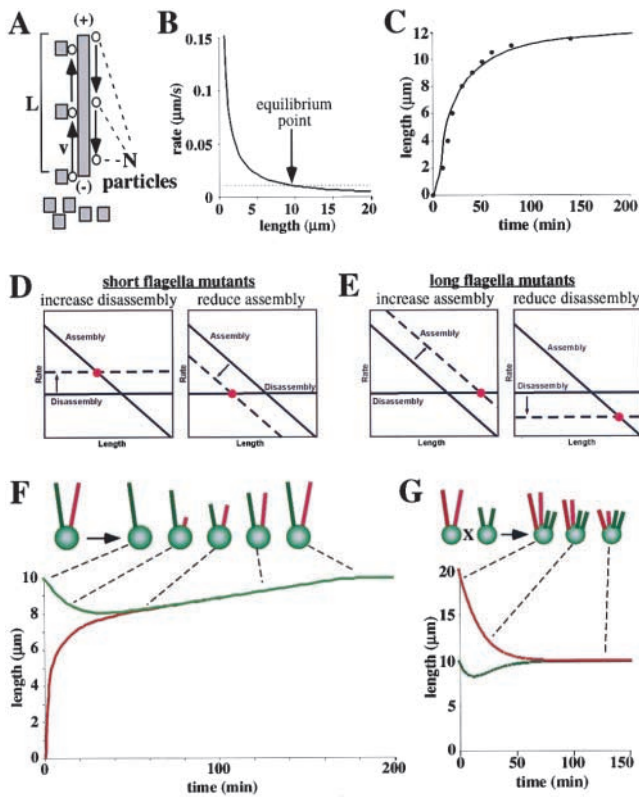 A
(+)
L
v
N
particles
(-)
B
rate (μm/s)
0.15
0.1
0.05
0
equilibrium
point
0 5 10 15 20
length (μm)
C
length (μm)
12
10
8
6
4
2
0
0 50 100 150 200
time (min)
D
short flagella mutants
increase disassembly reduce assembly
Assembly
Disassembly
Rate
Length
Assembly
Disassembly
Rate
Length
E
long flagella mutants
increase assembly reduce disassembly
Assembly
Disassembly
Rate
Length
Assembly
Disassembly
Rate
Length
F
length (μm)
10
8
6
4
2
0
0 100 200
time (min)
G
X
length (μm)
20
15
10
5
0
0 50 100 150
time (min)